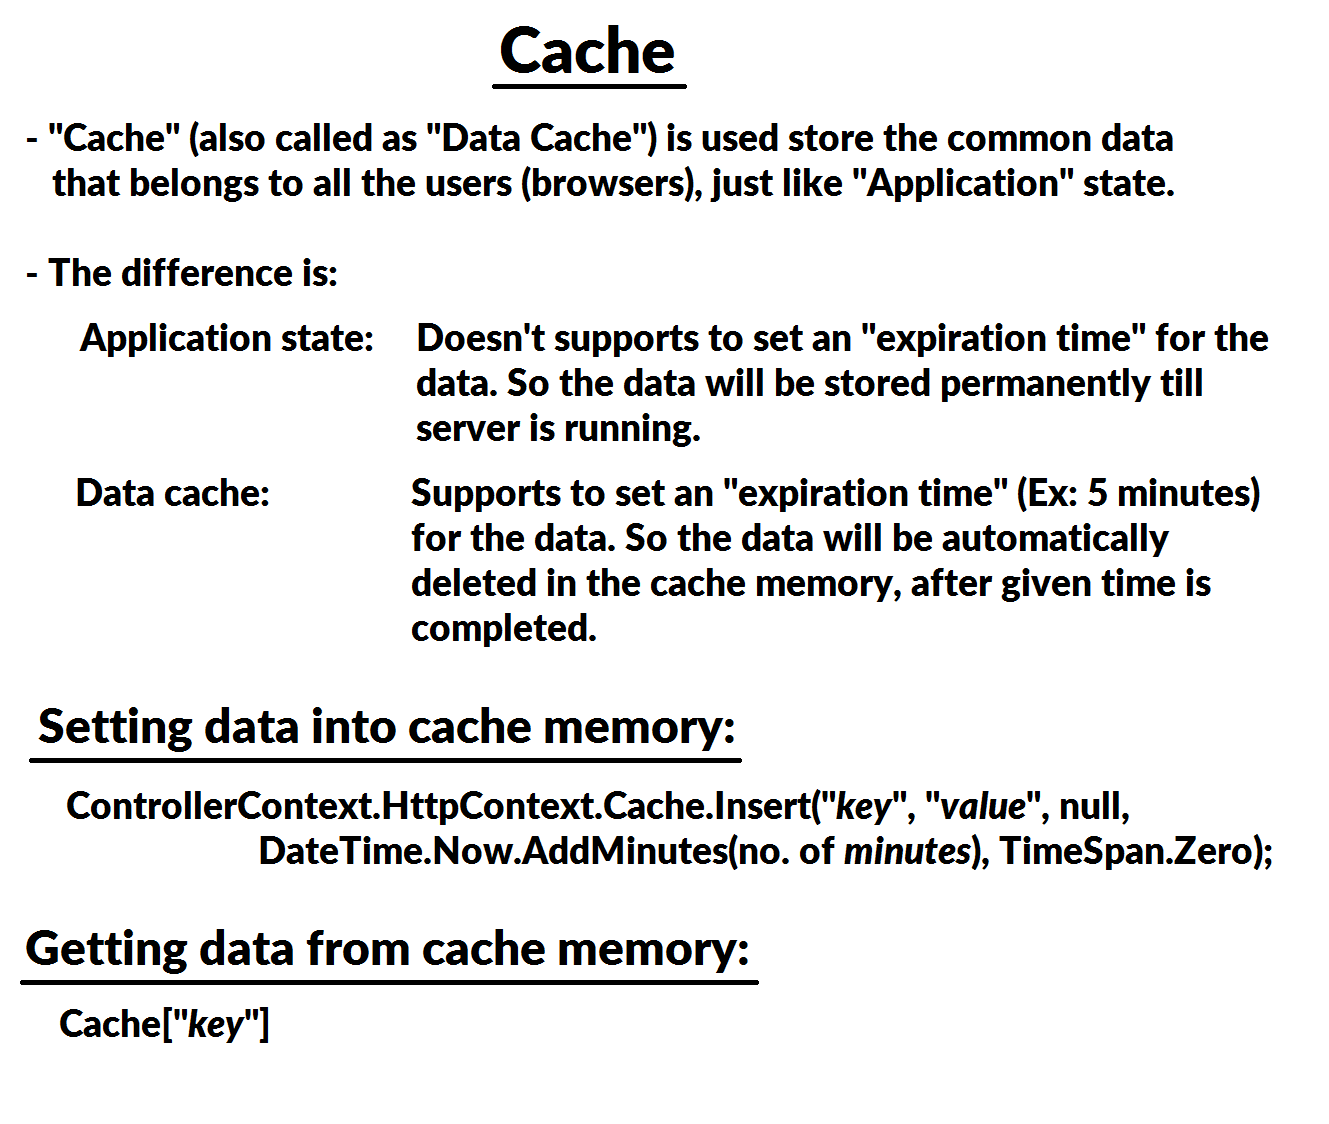 Cache
- "Cache" (also called as "Data Cache") is used store the common data
that belongs to all the users (browsers), just like "Application" state.
- The difference is:
Application state: Doesn't supports to set an "expiration time" for the
data. So the data will be stored permanently till
server is running.
Data cache: Supports to set an "expiration time" (Ex: 5 minutes)
for the data. So the data will be automatically
deleted in the cache memory, after given time is
completed.
Setting data into cache memory:
ControllerContext.HttpContext.Cache.Insert("key", "value", null,
DateTime.Now.AddMinutes(no. of minutes), TimeSpan.Zero);
Getting data from cache memory:
Cache["key"]